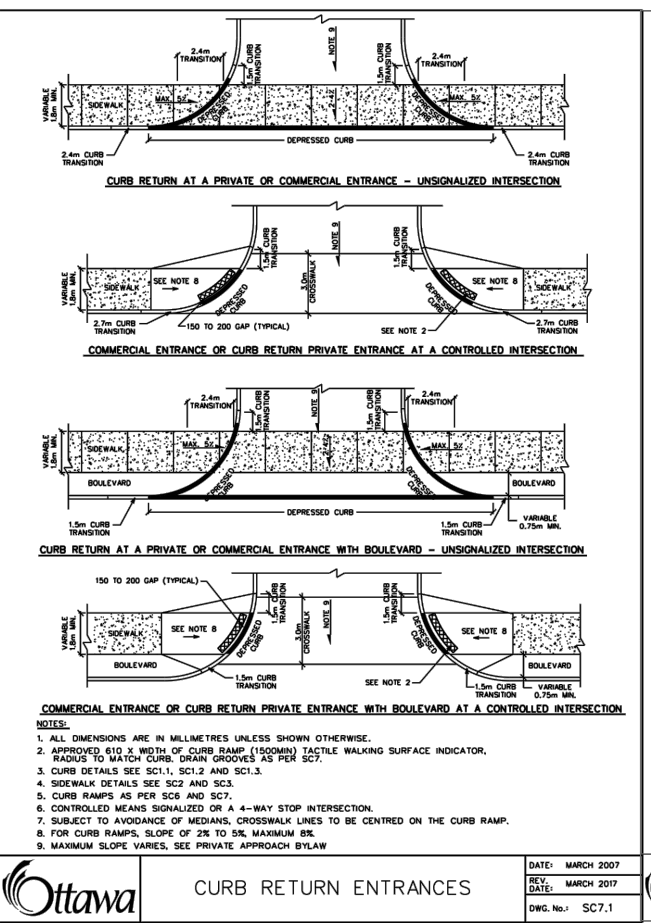 2.4m
TRANSITION
1.5m CURB
TRANSITION
NOTE 9
1.5m CURB
TRANSITION
2.4m
TRANSITION
VARIABLE
1.8m MIN.
SIDEWALK
MAX. 5%
DEPRESSED
CURB
2-4%
DEPRESSED
CURB
MAX. 5%
DEPRESSED CURB
2.4m CURB
TRANSITION
2.4m CURB
TRANSITION
CURB RETURN AT A PRIVATE OR COMMERCIAL ENTRANCE - UNSIGNALIZED INTERSECTION
1.5m CURB
TRANSITION
NOTE 9
1.5m CURB
TRANSITION
VARIABLE
1.8m MIN.
SIDEWALK
SEE NOTE 8
DEPRESSED
CURB
3.0m
CROSSWALK
DEPRESSED
CURB
SEE NOTE 8
SIDEWALK
2.7m CURB
TRANSITION
150 TO 200 GAP (TYPICAL)
SEE NOTE 2
2.7m CURB
TRANSITION
COMMERCIAL ENTRANCE OR CURB RETURN PRIVATE ENTRANCE AT A CONTROLLED INTERSECTION
2.4m
TRANSITION
1.5m CURB
TRANSITION
NOTE 9
1.5m CURB
TRANSITION
2.4m
TRANSITION
VARIABLE
1.8m MIN.
SIDEWALK
MAX. 5%
MAX. 5%
BOULEVARD
DEPRESSED
CURB
DEPRESSED
CURB
BOULEVARD
DEPRESSED CURB
1.5m CURB
TRANSITION
1.5m CURB
TRANSITION
VARIABLE
0.75m MIN.
CURB RETURN AT A PRIVATE OR COMMERCIAL ENTRANCE WITH BOULEVARD - UNSIGNALIZED INTERSECTION
150 TO 200 GAP (TYPICAL)
1.5m CURB
TRANSITION
NOTE 9
1.5m CURB
TRANSITION
VARIABLE
1.8m MIN.
SIDEWALK
SEE NOTE 8
DEPRESSED
CURB
3.0m
CROSSWALK
DEPRESSED
CURB
SEE NOTE 8
BOULEVARD
BOULEVARD
1.5m CURB
TRANSITION
SEE NOTE 2
1.5m CURB
TRANSITION
VARIABLE
0.75m MIN.
COMMERCIAL ENTRANCE OR CURB RETURN PRIVATE ENTRANCE WITH BOULEVARD AT A CONTROLLED INTERSECTION
NOTES:
1. ALL DIMENSIONS ARE IN MILLIMETRES UNLESS SHOWN OTHERWISE.
2. APPROVED 610 X WIDTH OF CURB RAMP (1500MIN) TACTILE WALKING SURFACE INDICATOR,
RADIUS TO MATCH CURB. DRAIN GROOVES AS PER SC7.
3. CURB DETAILS SEE SC1.1, SC1.2 AND SC1.3.
4. SIDEWALK DETAILS SEE SC2 AND SC3.
5. CURB RAMPS AS PER SC6 AND SC7.
6. CONTROLLED MEANS SIGNALIZED OR A 4-WAY STOP INTERSECTION.
7. SUBJECT TO AVOIDANCE OF MEDIANS, CROSSWALK LINES TO BE CENTRED ON THE CURB RAMP.
8. FOR CURB RAMPS, SLOPE OF 2% TO 5%, MAXIMUM 8%.
9. MAXIMUM SLOPE VARIES, SEE PRIVATE APPROACH BYLAW
Ottawa
CURB RETURN ENTRANCES
DATE: MARCH 2007
REV.
DATE: MARCH 2017
DWG. No.: SC7.1